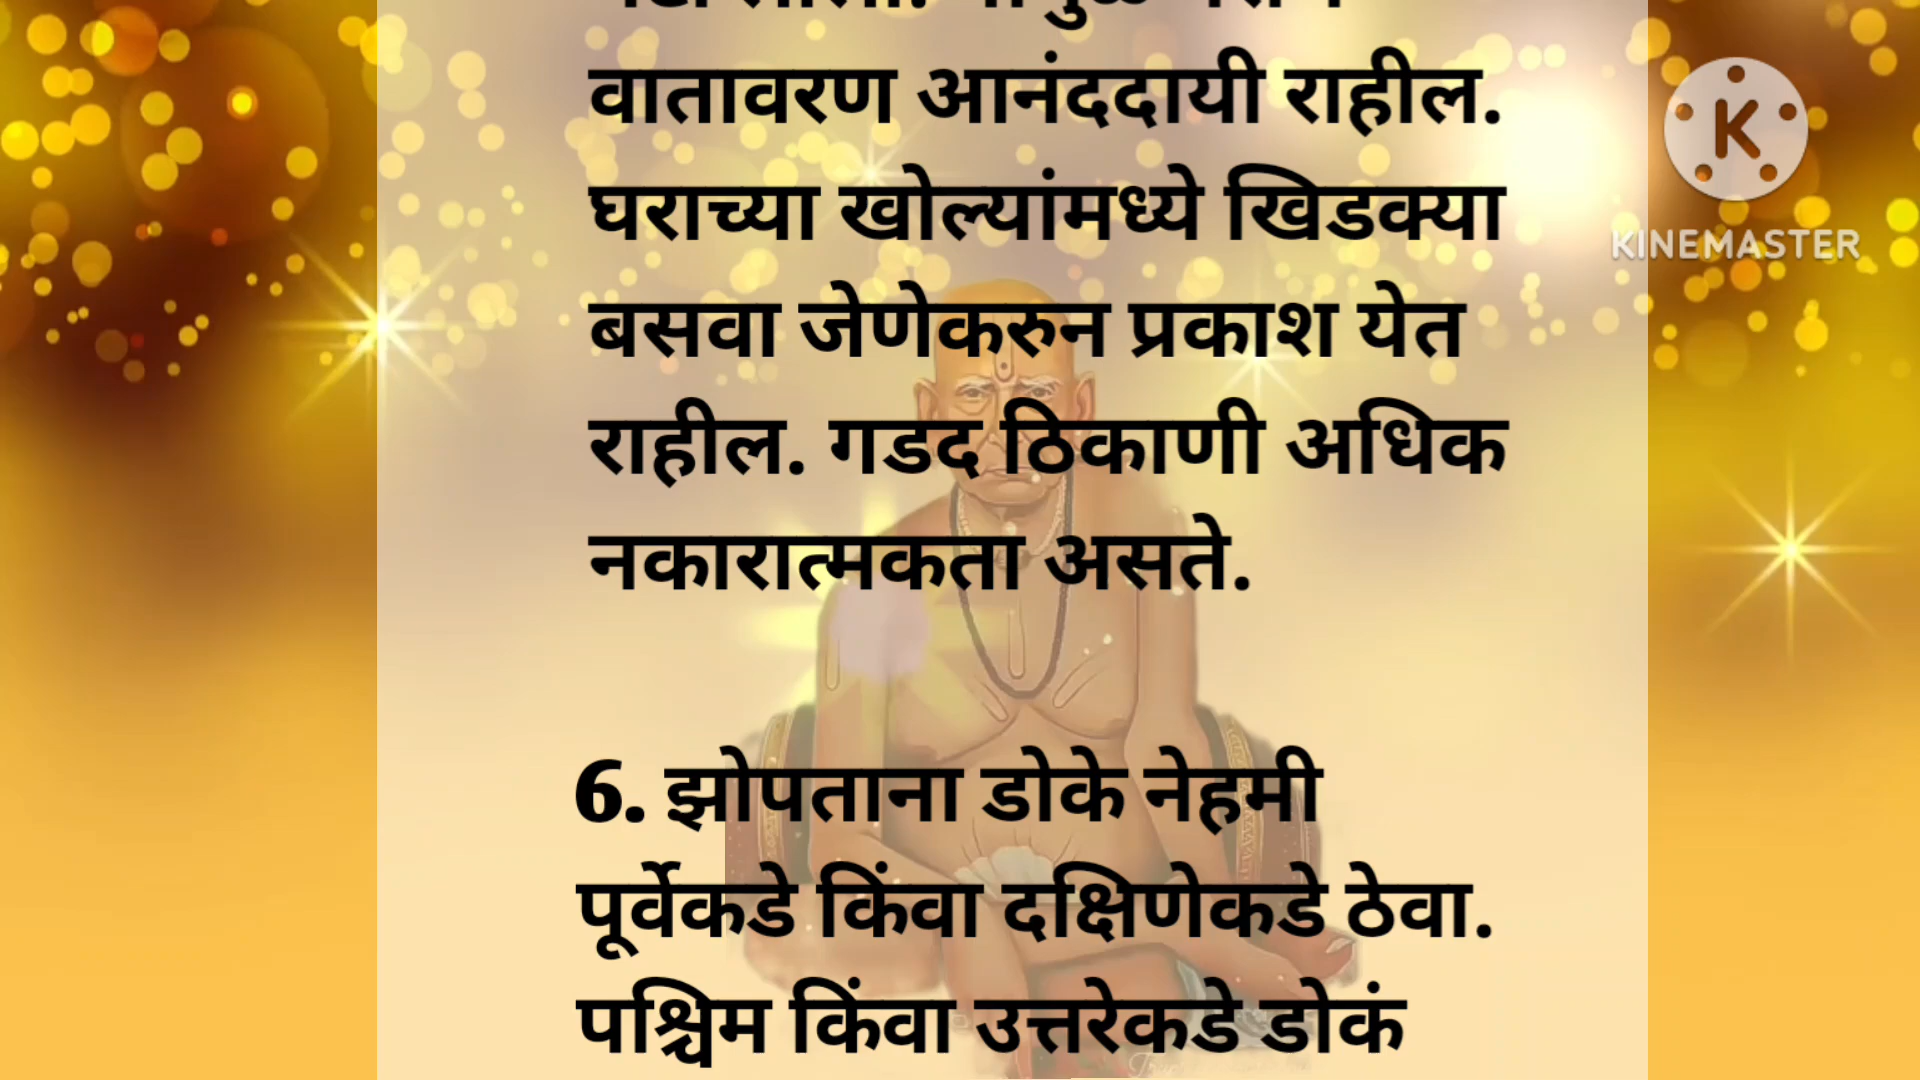 वातावरण आनंददायी राहील.
घराच्या खोल्यांमध्ये खिडक्या
बसवा जेणेकरुन प्रकाश येत
राहील. गडद ठिकाणी अधिक
नकारात्मकता असते.
6. झोपताना डोके नेहमी
पूर्वेकडे किंवा दक्षिणेकडे ठेवा.
पश्चिम किंवा उत्तरेकडे डोकं
K
KINEMASTER